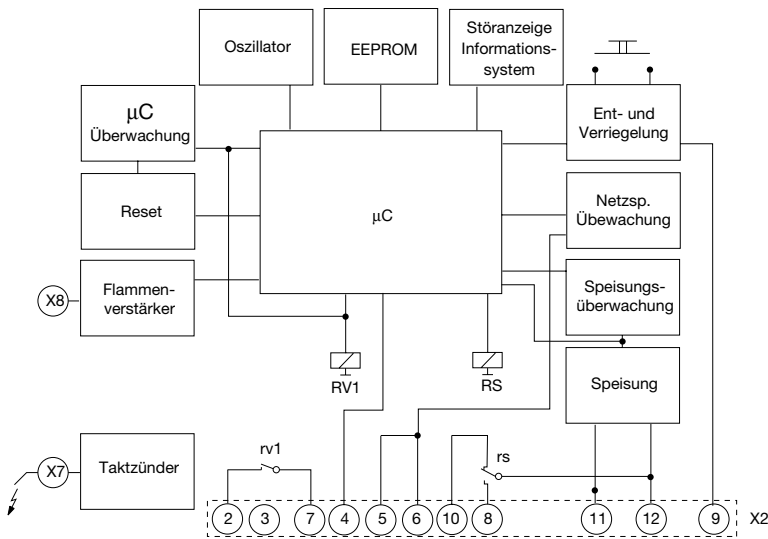 Oszillator
EEPROM
Störanzeige
Informations-
system
µC
Überwachung
Ent- und
Verriegelung
Reset
µC
Netzsp.
Übewachung
X8
Flammen-
verstärker
Speisungs-
überwachung
RV1
RS
Speisung
X7
Taktzünder
rv1
rs
2
3
7
4
5
6
10
8
11
12
9
X2